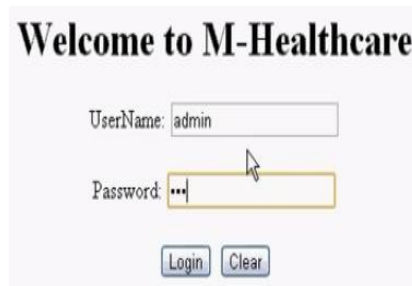 Welcome to M-Healthcare
UserName: admin
Password: •••
Login Clear